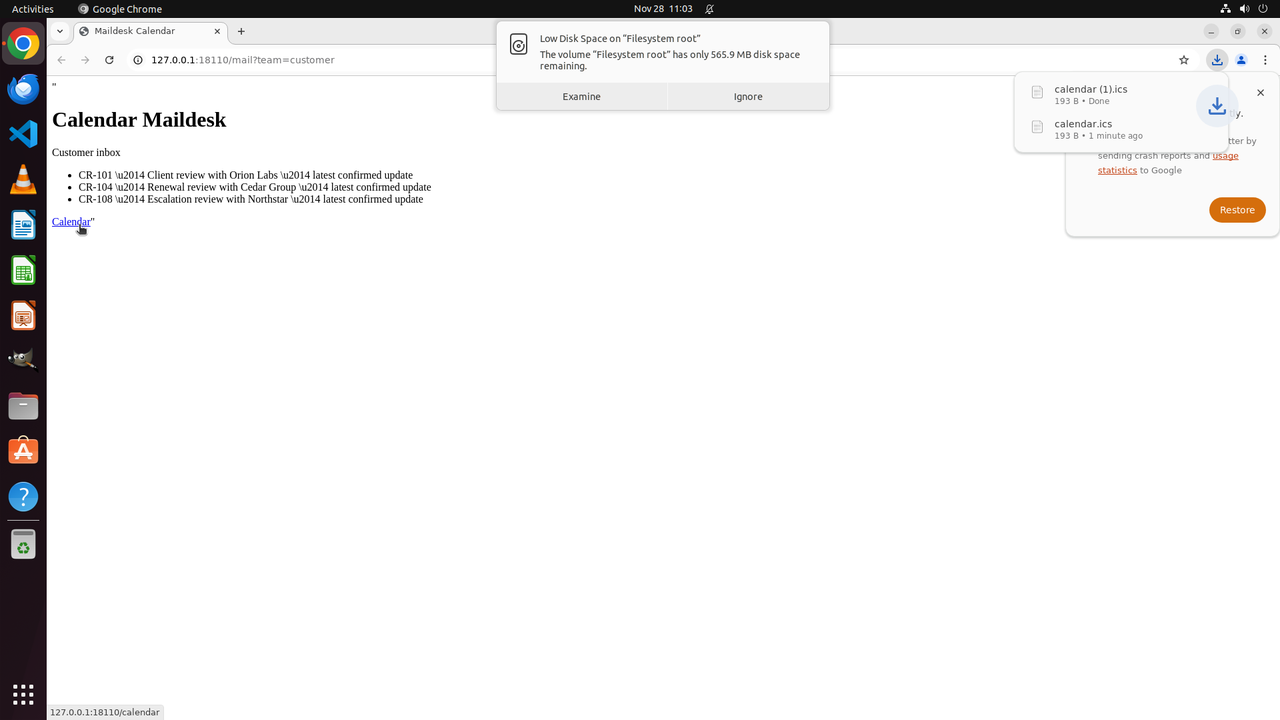 Activities
Google Chrome
Nov 28 11:03
Maildesk Calendar
127.0.0.1:18110/mail?team=customer
Low Disk Space on “Filesystem root”
The volume “Filesystem root” has only 565.9 MB disk space
remaining.
Examine
Ignore
calendar (1).ics
193 B • Done
calendar.ics
193 B • 1 minute ago
sending crash reports and usage
statistics to Google
Restore
"
Calendar Maildesk
Customer inbox
• CR-101 \u2014 Client review with Orion Labs \u2014 latest confirmed update
• CR-104 \u2014 Renewal review with Cedar Group \u2014 latest confirmed update
• CR-108 \u2014 Escalation review with Northstar \u2014 latest confirmed update
Calendar"
127.0.0.1:18110/calendar